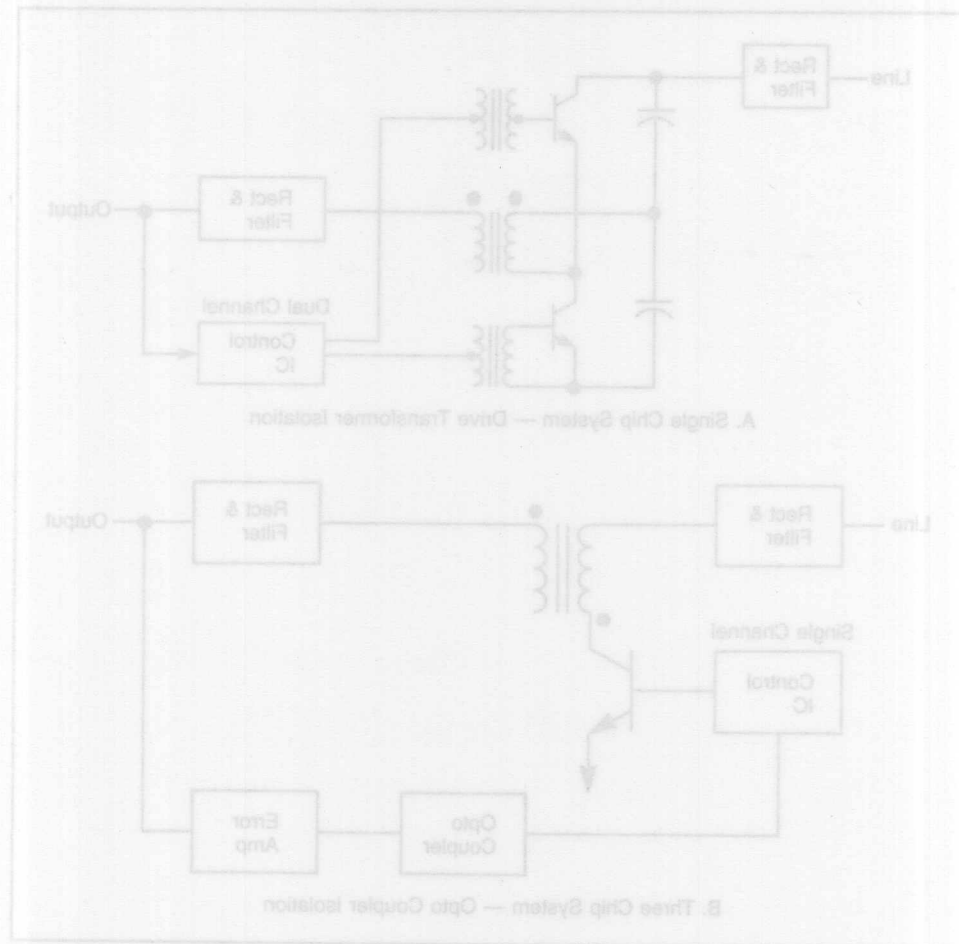 Line
Rect &
Filter
Rect &
Filter
Output
Dual Channel
Control
IC
A. Single Chip System — Drive Transformer Isolation
Line
Rect &
Filter
Rect &
Filter
Output
Single Channel
Control
IC
Opto
Coupler
Error
Amp
B. Three Chip System — Opto Coupler Isolation